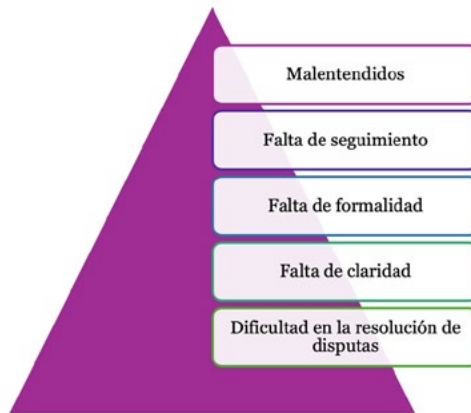 Malentendidos
Falta de seguimiento
Falta de formalidad
Falta de claridad
Dificultad en la resolución de
disputas